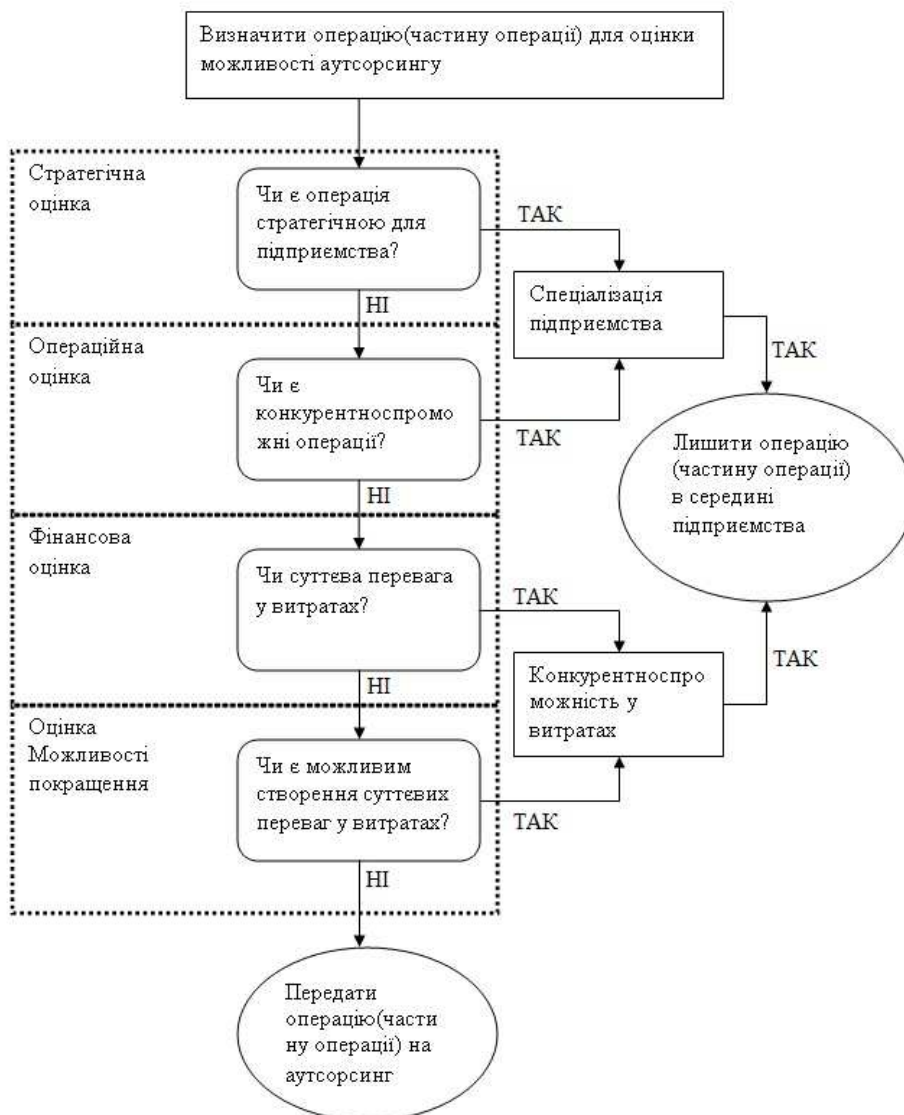 Визначити операцію(частину операції) для оцінки
можливості аутсорсингу
Стратегічна
оцінка
Чи є операція
стратегічною для
підприємства?
ТАК
НІ
Спеціалізація
підприємства
ТАК
Операційна
оцінка
Чи є
конкурентноспромо
жні операції?
ТАК
НІ
Лишити операцію
(частину операції)
в середині
підприємства
Фінансова
оцінка
Чи суттєва перевага
у витратах?
ТАК
НІ
Конкурентноспро
можність у
витратах
ТАК
Оцінка
Можливості
покращення
Чи є можливим
створення суттєвих
переваг у витратах?
ТАК
НІ
Передати
операцію(части
ну операції) на
аутсорсинг